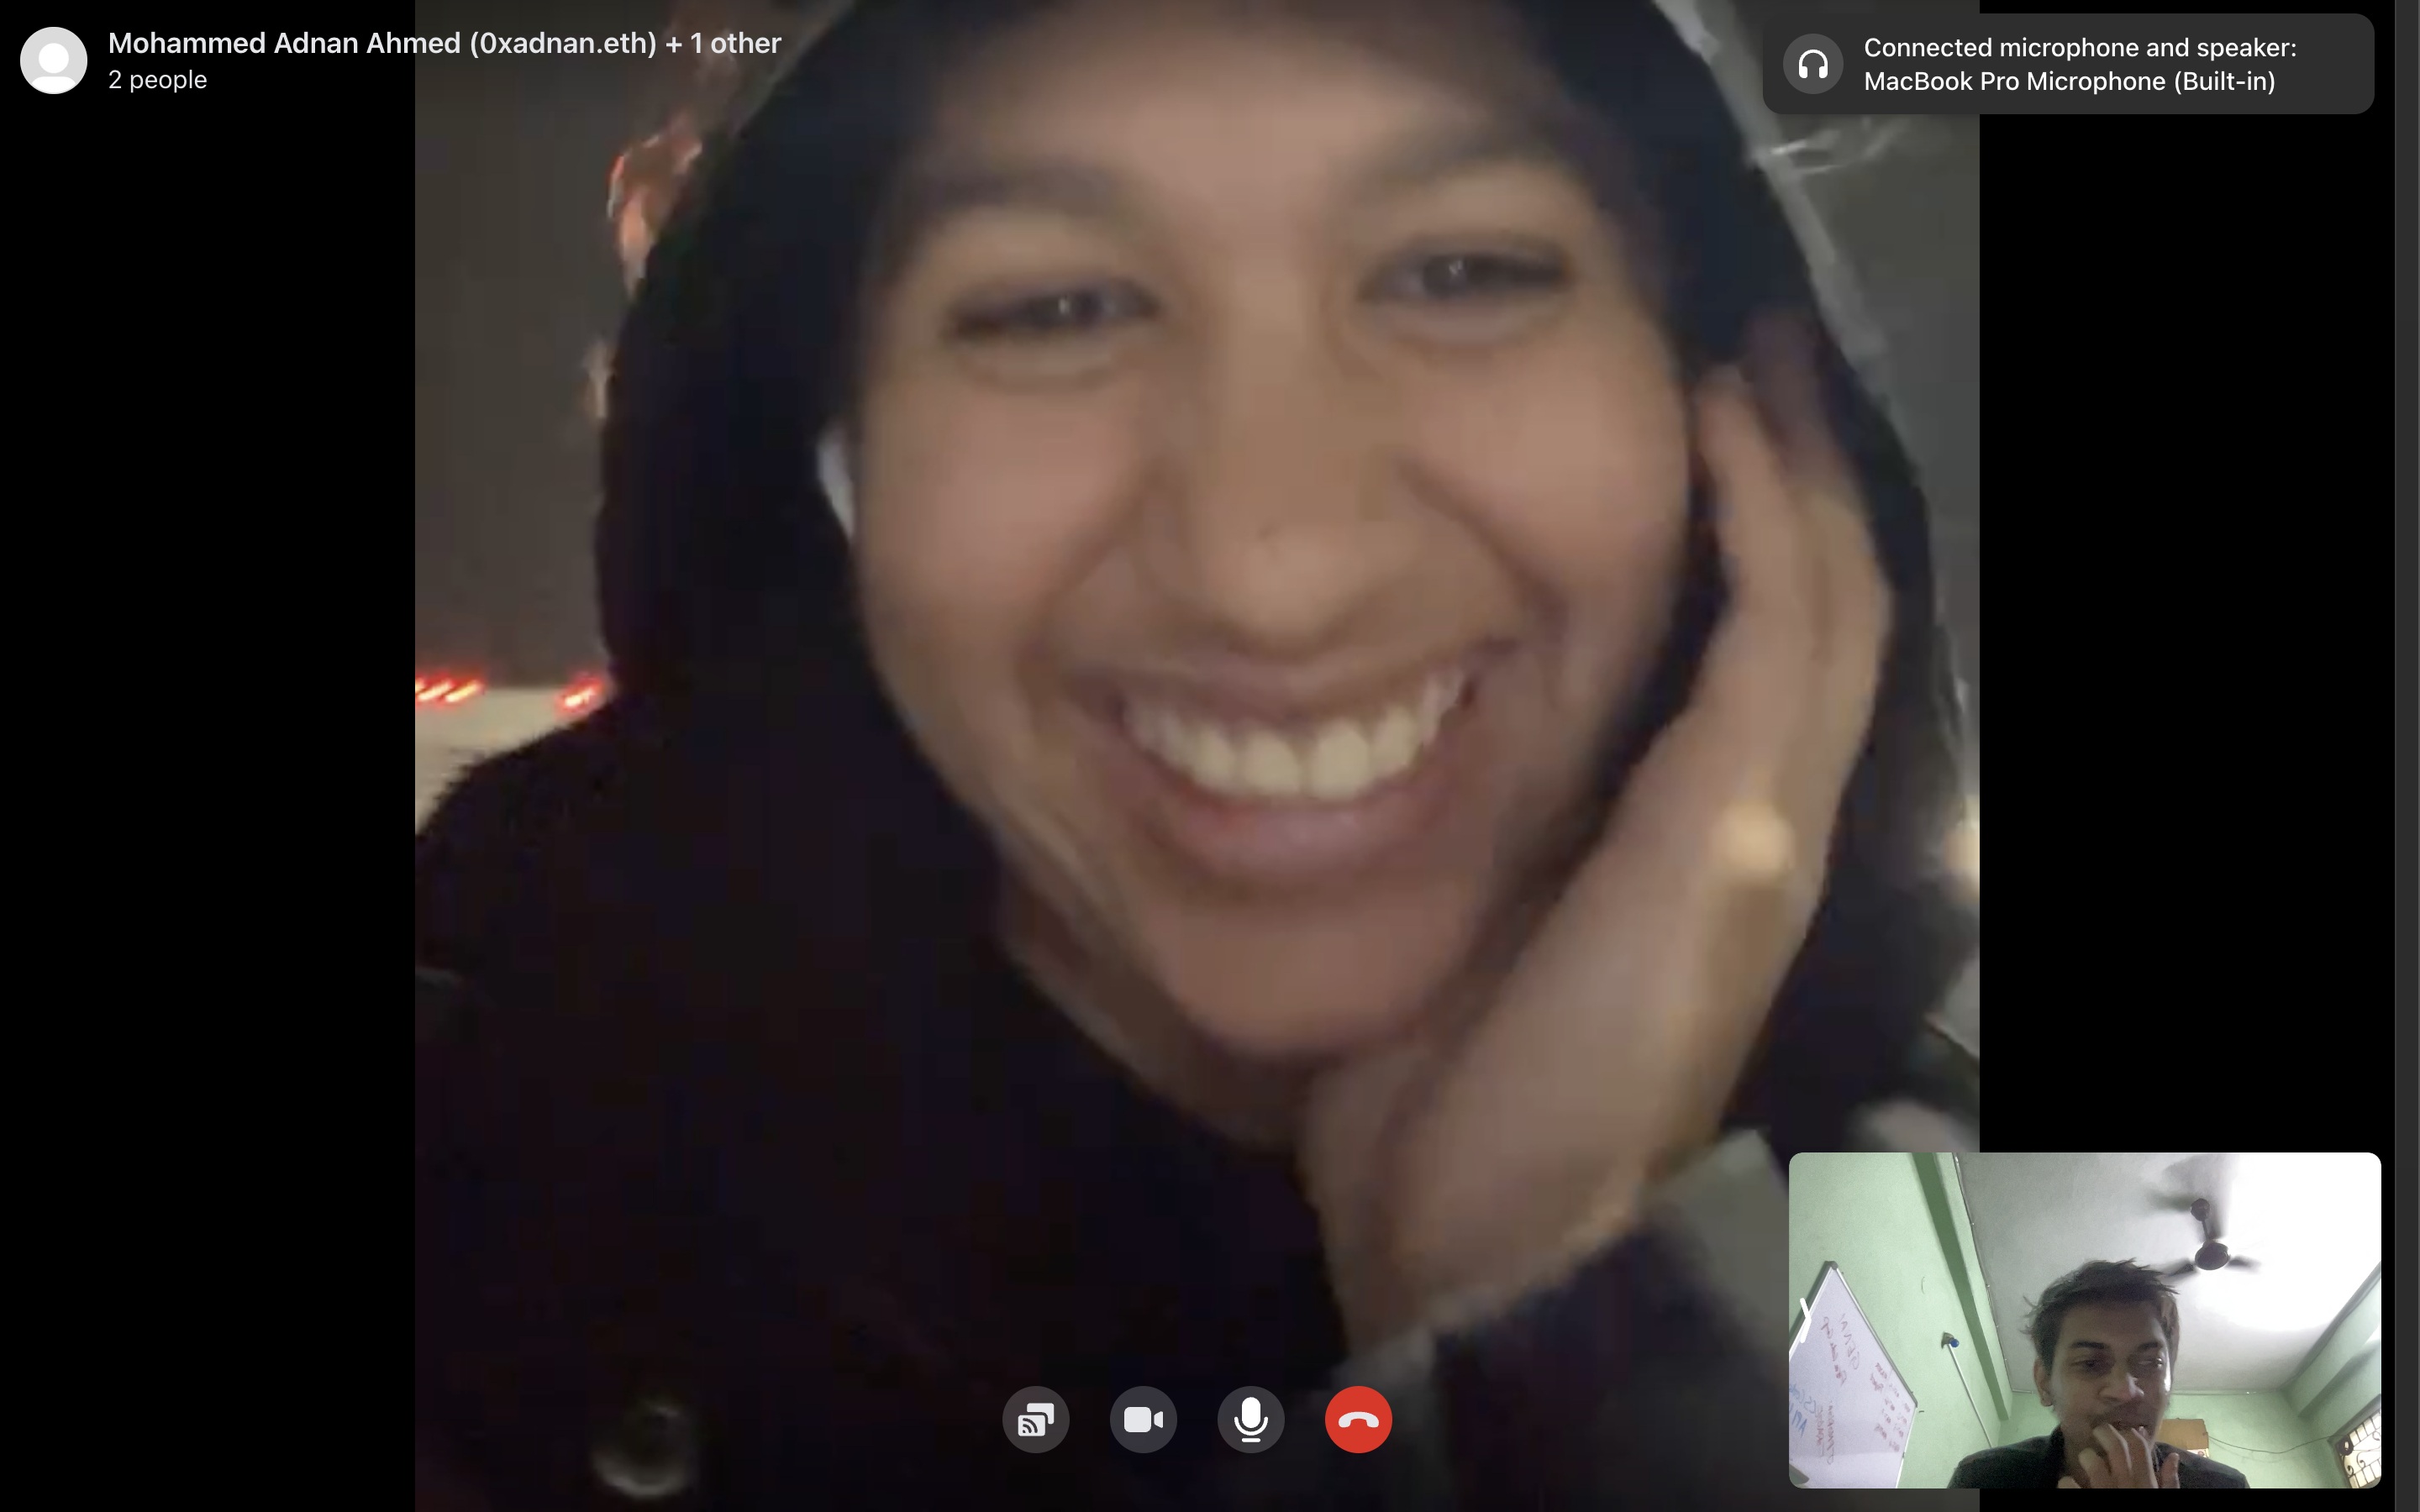 Mohammed Adnan Ahmed (0xadnan.eth) + 1 other
2 people
Connected microphone and speaker:
MacBook Pro Microphone (Built-in)